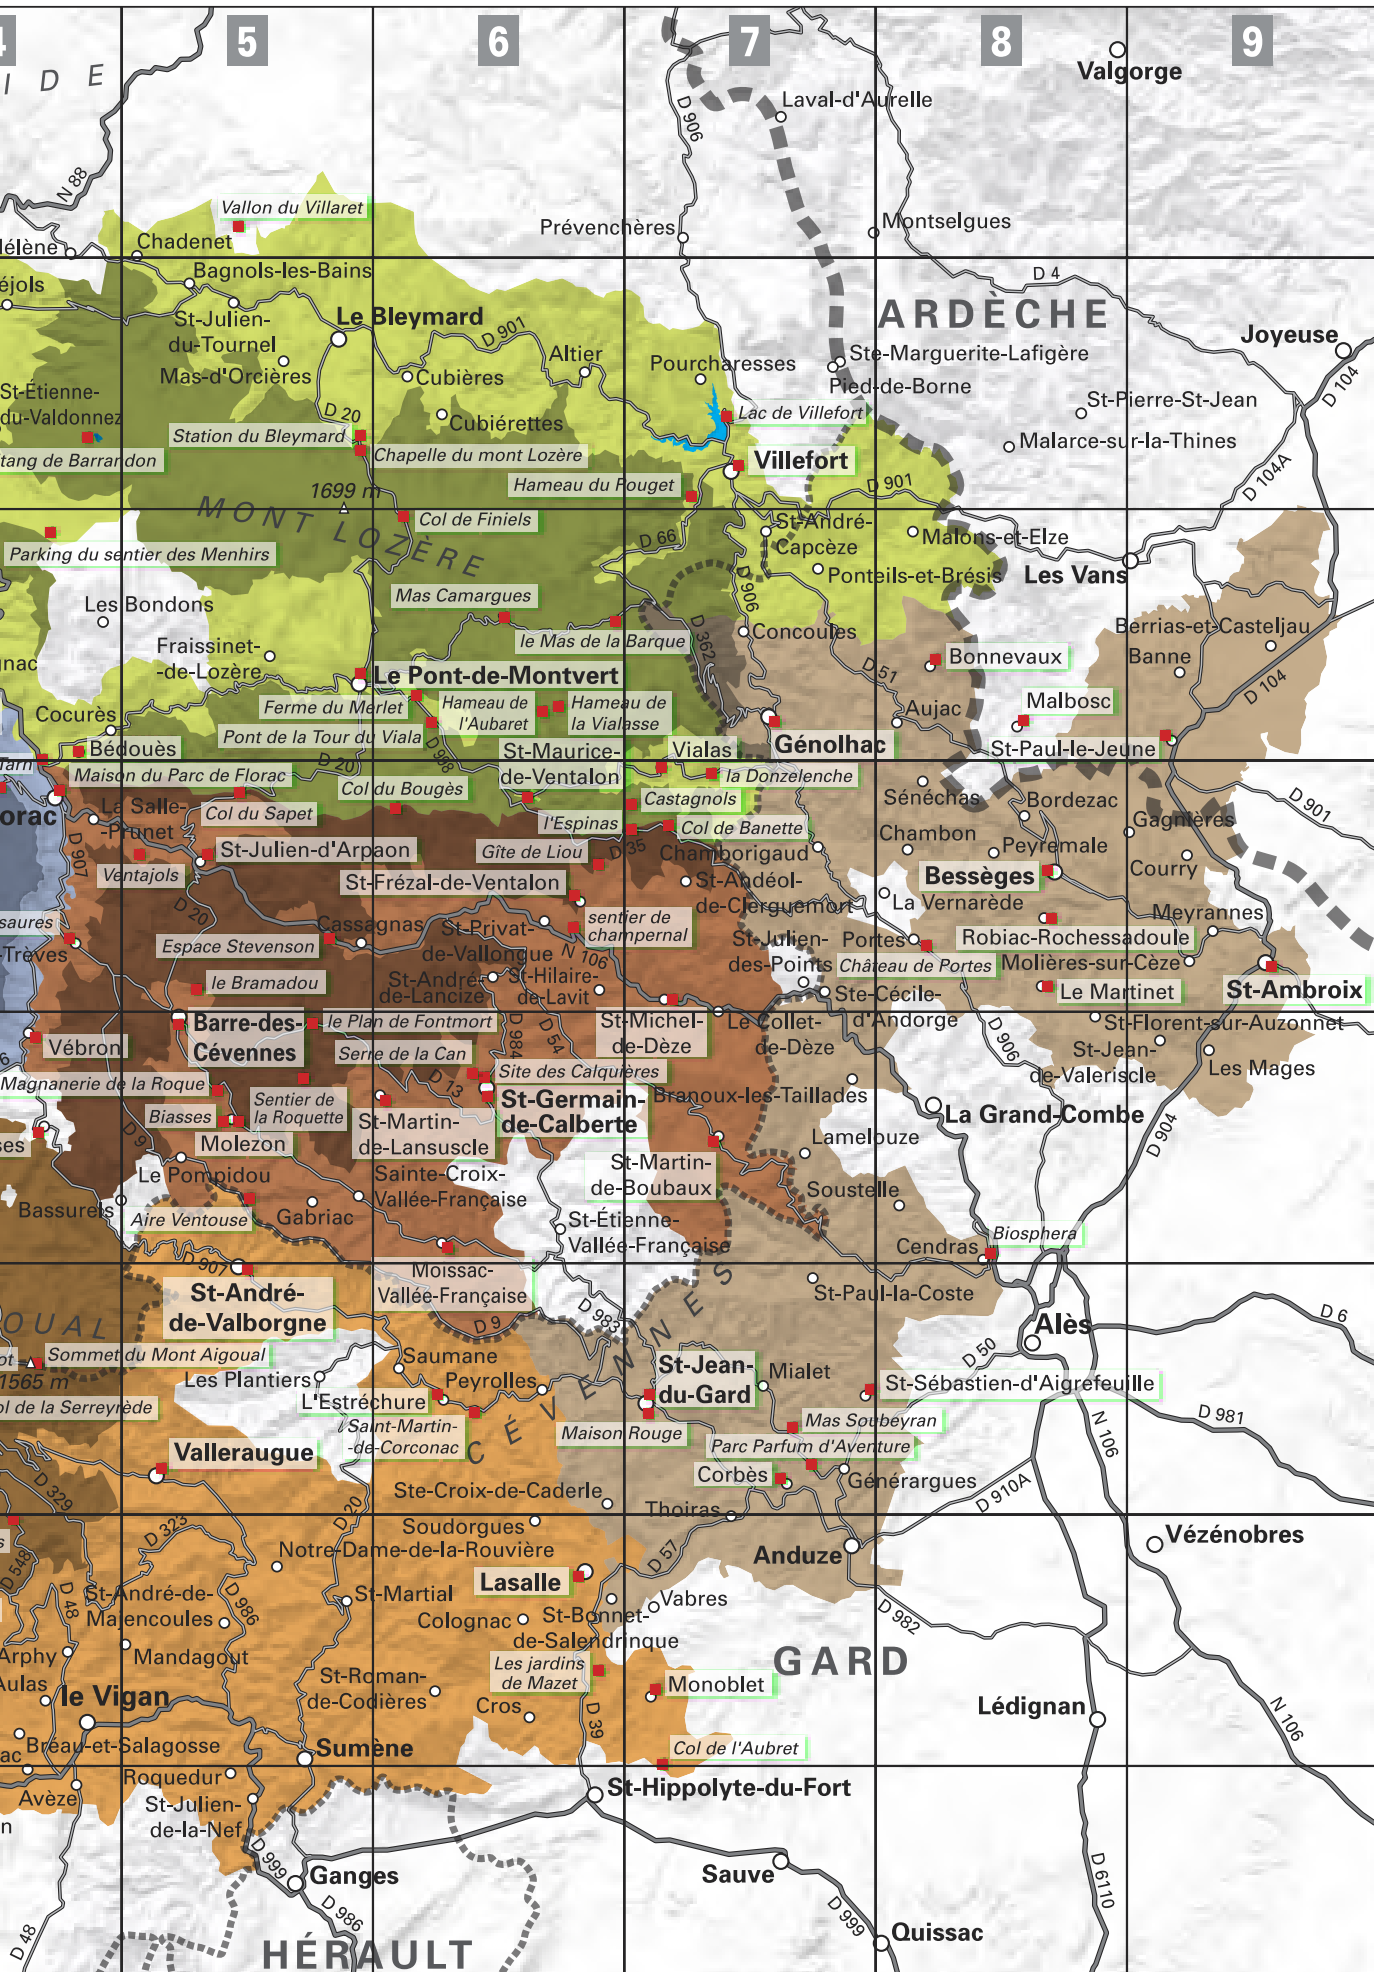 4
5
6
7
8
9
I D E
Valgorge
Laval-d'Aurelle
D 906
N 88
Vallon du Villaret
Prévenchères
Montselgues
Chadenet
Bagnols-les-Bains
D 4
ARDÈCHE
St-Julien-
du-Tournel
Le Bleymard
D 901
Joyeuse
Altier
Pourcharesses
Ste-Marguerite-Lafigère
Mas-d'Orcières
Cubières
Pied-de-Borne
D 104
St-Étienne-
du-Valdonnez
St-Pierre-St-Jean
D 20
Cubiérettes
Lac de Villefort
Station du Bleymard
Malarce-sur-la-Thines
Chapelle du mont Lozère
tang de Barrandon
Villefort
D 104A
Hameau du Pouget
D 901
1699 m
MONT LOZÈRE
Col de Finiels
St-André-
Capcèze
Malons-et-Elze
D 66
Parking du sentier des Menhirs
Ponteils-et-Brésis
Les Vans
D 906
Mas Camargues
Les Bondons
le Mas de la Barque
Concoules
Berrias-et-Casteljau
D 362
Fraissinet-
-de-Lozère
Bonnevaux
Banne
D 51
gnac
Le Pont-de-Montvert
D 104
Ferme du Merlet
Hameau de
l'Aubaret
Hameau de
la Vialasse
Malbosc
Cocurès
Aujac
Pont de la Tour du Viala
Génolhac
St-Paul-le-Jeune
Bédouès
St-Maurice-
de-Ventalon
Vialas
D 998
Tarn
D 20
Maison du Parc de Florac
la Donzelenche
Col du Bougès
Sénéchas
Bordezac
D 901
orac
La Salle-
-Prunet
Col du Sapet
Castagnols
Gagnières
l'Espinas
Col de Banette
Chambon
Peyremale
D 907
St-Julien-d'Arpaon
Gîte de Liou
D 35
Chamborigaud
Courry
Ventajols
St-Frézal-de-Ventalon
St-Andéol-
de-Clerguemort
Bessèges
La Vernarède
D 20
Meyrannes
saures
Cassagnas
St-Privat-
de-Vallongue
sentier de
champernal
St-Julien-
des-Points
Portes
Robiac-Rochessadoule
-Trèves
Espace Stevenson
N 106
Château de Portes
Molières-sur-Cèze
le Bramadou
St-André-
de-Lancize
St-Hilaire-
de-Lavit
Ste-Cécile-
d'Andorge
Le Martinet
St-Ambroix
Barre-des-
Cévennes
le Plan de Fontmort
D 984
D 54
St-Michel-
de-Dèze
Le Collet-
de-Dèze
St-Florent-sur-Auzonnet
Vébron
Serre de la Can
D 906
St-Jean-
de-Valeriscle
Les Mages
Magnanerie de la Roque
D 13
Site des Calquières
Sentier de
la Roquette
St-Germain-
de-Calberte
Branoux-les-Taillades
Biasses
St-Martin-
de-Lansuscle
La Grand-Combe
D 9
Molezon
Lamelouze
D 904
ses
Le Pompidou
Sainte-Croix-
Vallée-Française
St-Martin-
de-Boubaux
Soustelle
Bassurels
Aire Ventouse
Gabriac
St-Étienne-
Vallée-Française
Cendras
Biosphera
D 907
Moissac-
Vallée-Française
St-Paul-la-Coste
St-André-
de-Valborgne
CÉVENNES
D 983
D 9
Alès
D 6
OUAL
Sommet du Mont Aigoual
1565 m
Saumane
St-Jean-
du-Gard
Mialet
D 50
Les Plantiers
Peyrolles
St-Sébastien-d'Aigrefeuille
ol de la Serreyrède
L'Estréchure
D 981
Saint-Martin-
-de-Corconac
Maison Rouge
Mas Soubeyran
N 106
Valleraugue
Parc Parfum d'Aventure
Corbès
Générargues
D 329
Ste-Croix-de-Caderle
D 910A
D 20
Thoiras
D 323
Soudorgues
Vézénobres
D 548
Notre-Dame-de-la-Rouvière
D 57
Anduze
D 48
St-André-de-
Majencoules
D 986
St-Martial
Lasalle
Vabres
D 982
Colognac
St-Bonnet-
de-Salendrinque
Arphy
Mandagout
GARD
Aulas
St-Roman-
de-Codières
Les jardins
de Mazet
Monoblet
le Vigan
Cros
D 39
Lédignan
N 106
Bréau-et-Salagosse
Sumène
Col de l'Aubret
Roquedur
Avèze
St-Julien-
de-la-Nef
St-Hippolyte-du-Fort
D 999
Ganges
Sauve
D 6110
D 986
D 999
D 48
Quissac
HÉRAULT